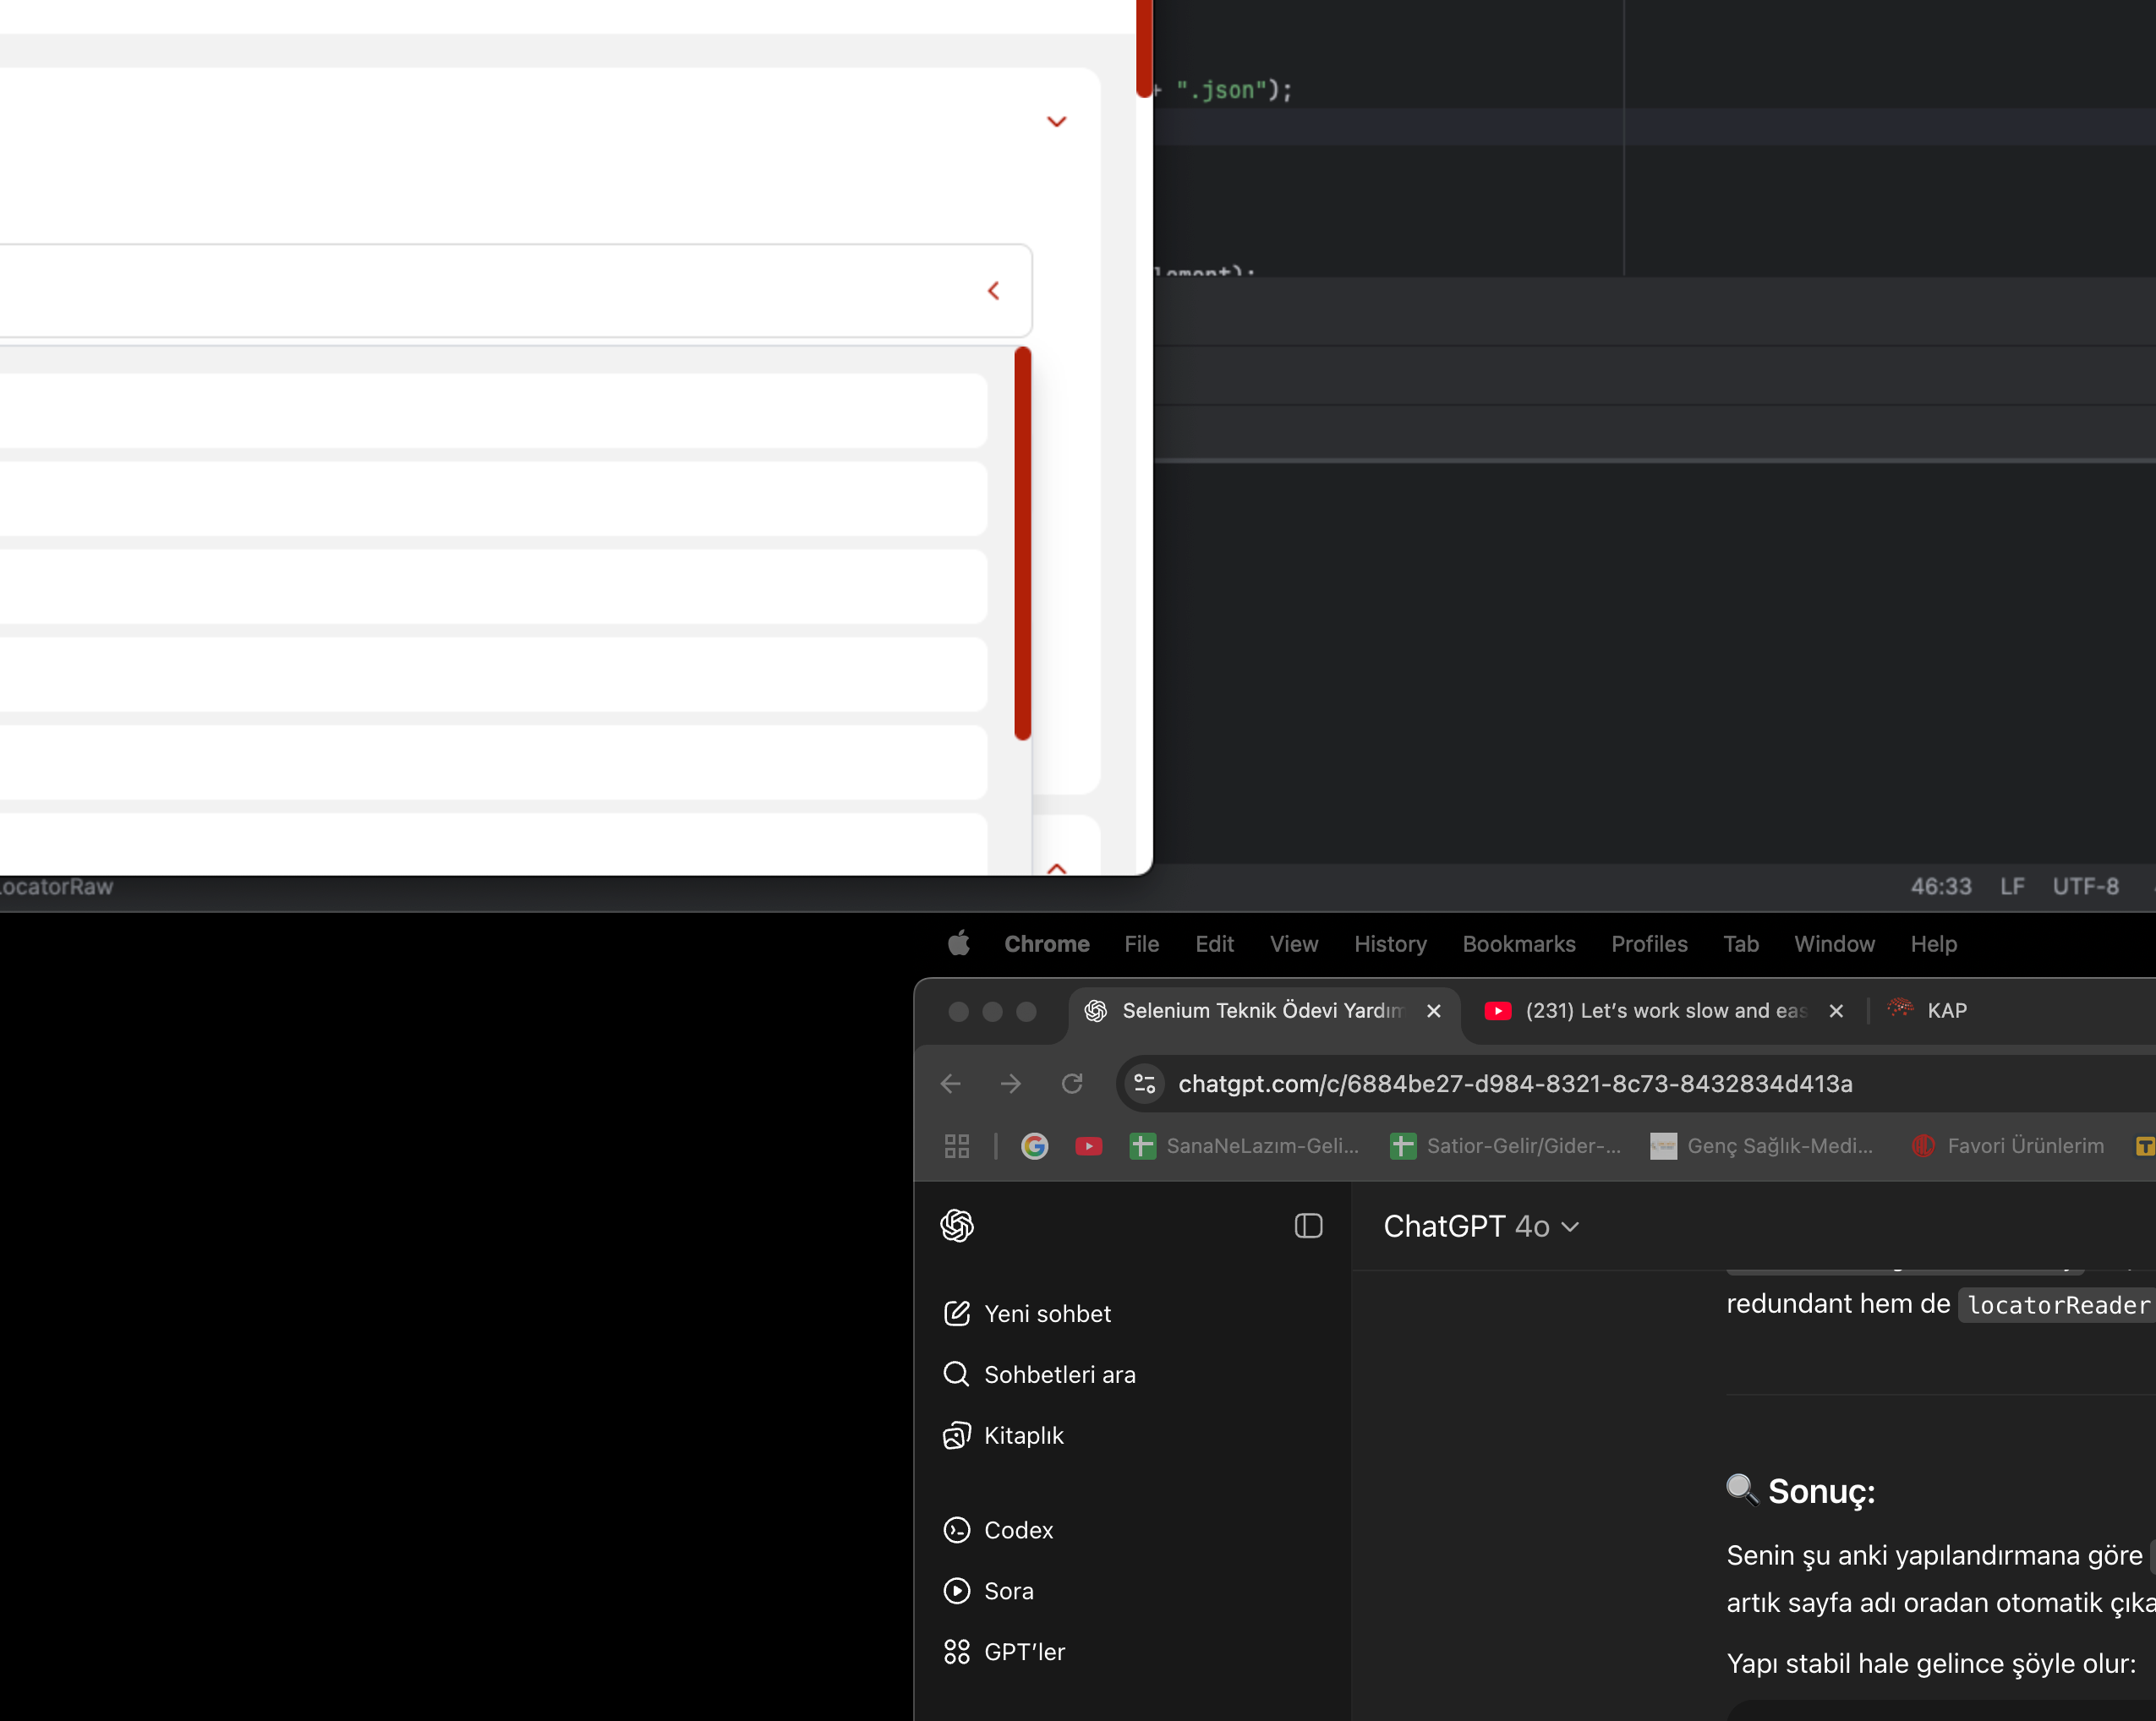 ".json");
46:33 LF UTF-8
Chrome File Edit View History Bookmarks Profiles Tab Window Help
Selenium Teknik Ödevi Yardım
(231) Let's work slow and eas
KAP
chatgpt.com/c/6884be27-d984-8321-8c73-8432834d413a
SanaNeLazım-Geli...
Satior-Gelir/Gider-...
Genç Sağlık-Medi...
Favori Ürünlerim
ChatGPT 4o
Yeni sohbet
Sohbetleri ara
Kitaplık
Codex
Sora
GPT'ler
redundant hem de locatorReader
🔍 Sonuç:
Senin şu anki yapılandırmana göre
artık sayfa adı oradan otomatik çıka
Yapı stabil hale gelince şöyle olur: